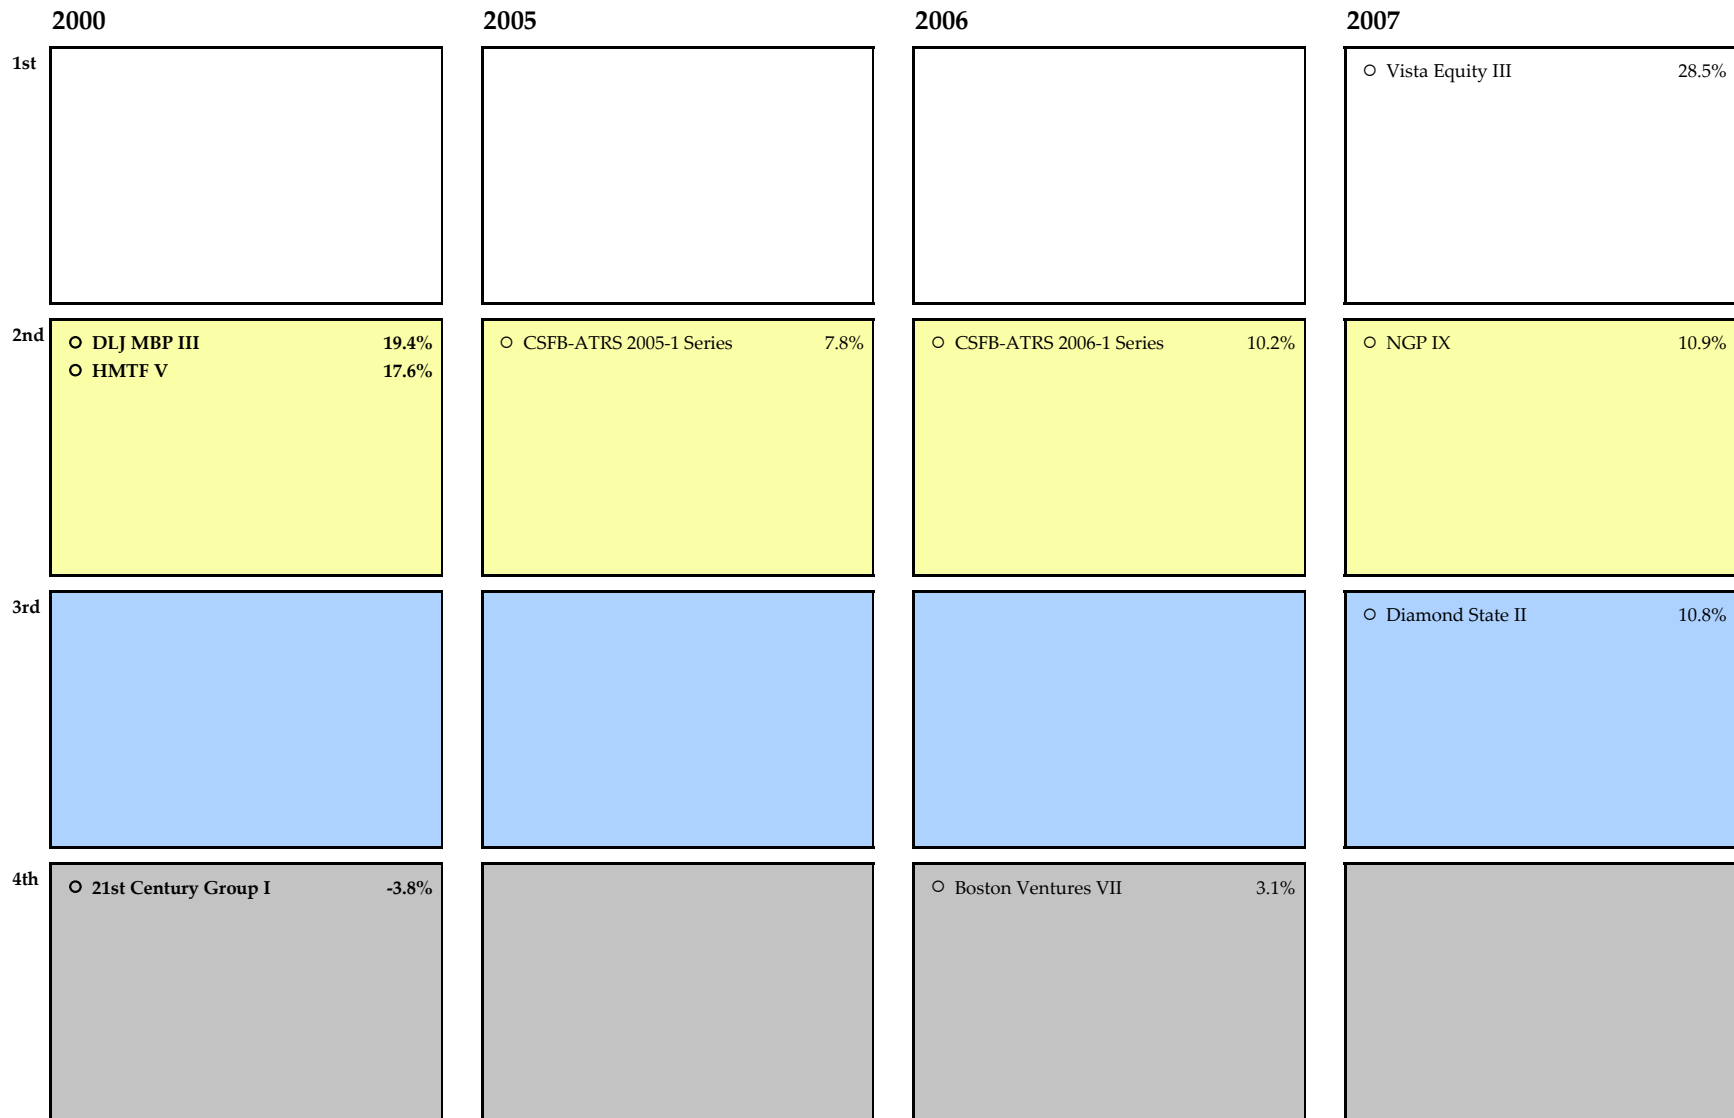 2000 2005 2006 2007
1st
○ Vista Equity III 28.5%
2nd
○ DLJ MBP III 19.4%
○ HMTF V 17.6%
○ CSFB-ATRS 2005-1 Series 7.8%
○ CSFB-ATRS 2006-1 Series 10.2%
○ NGP IX 10.9%
3rd
○ Diamond State II 10.8%
4th
○ 21st Century Group I -3.8%
○ Boston Ventures VII 3.1%